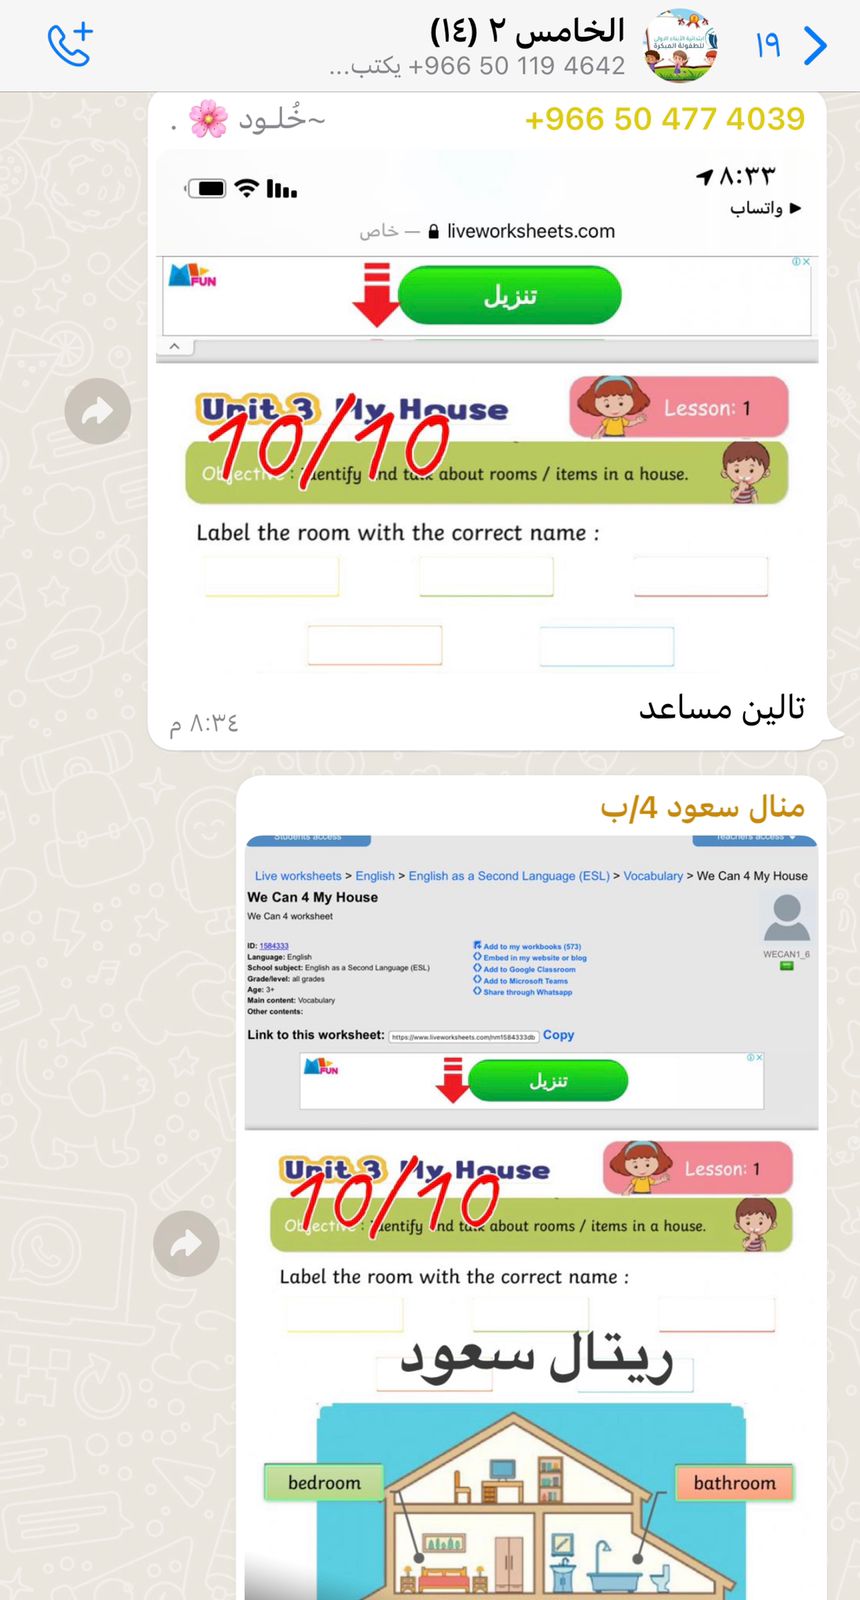 الخامس ٢ (١٤)
+966 50 119 4642 يكتب...
١٩
+966 50 477 4039
~خُلـود 🌸 .
٨:٣٣
واتساب
liveworksheets.com — خاص
FUN
تنزيل
Unit 3 My House
Lesson: 1
10/10
Objective : Identify and talk about rooms / items in a house.
Label the room with the correct name :
تالين مساعد
٨:٣٤ م
منال سعود 4/ب
Students access
Teachers access
Live worksheets > English > English as a Second Language (ESL) > Vocabulary > We Can 4 My House
We Can 4 My House
We Can 4 worksheet
ID: 1584333
Language: English
School subject: English as a Second Language (ESL)
Grade/level: all grades
Age: 3+
Main content: Vocabulary
Other contents:
Add to my workbooks (573)
Embed in my website or blog
Add to Google Classroom
Add to Microsoft Teams
Share through Whatsapp
WECAN1_6
Link to this worksheet: https://www.liveworksheets.com/nm1584333db Copy
FUN
تنزيل
Unit 3 My House
Lesson: 1
10/10
Objective : Identify and talk about rooms / items in a house.
Label the room with the correct name :
ريتال سعود
bedroom
bathroom